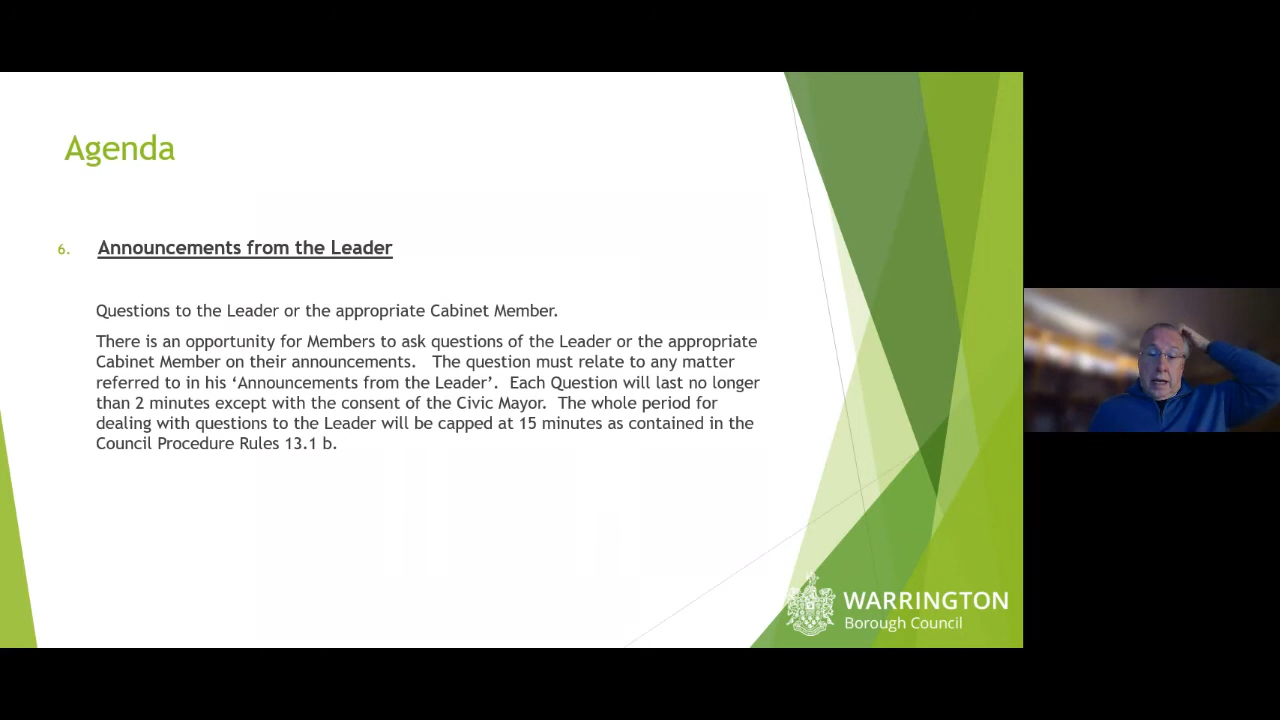 Agenda
6. Announcements from the Leader
Questions to the Leader or the appropriate Cabinet Member.
There is an opportunity for Members to ask questions of the Leader or the appropriate
Cabinet Member on their announcements. The question must relate to any matter
referred to in his ‘Announcements from the Leader’. Each Question will last no longer
than 2 minutes except with the consent of the Civic Mayor. The whole period for
dealing with questions to the Leader will be capped at 15 minutes as contained in the
Council Procedure Rules 13.1 b.
WARRINGTON
Borough Council